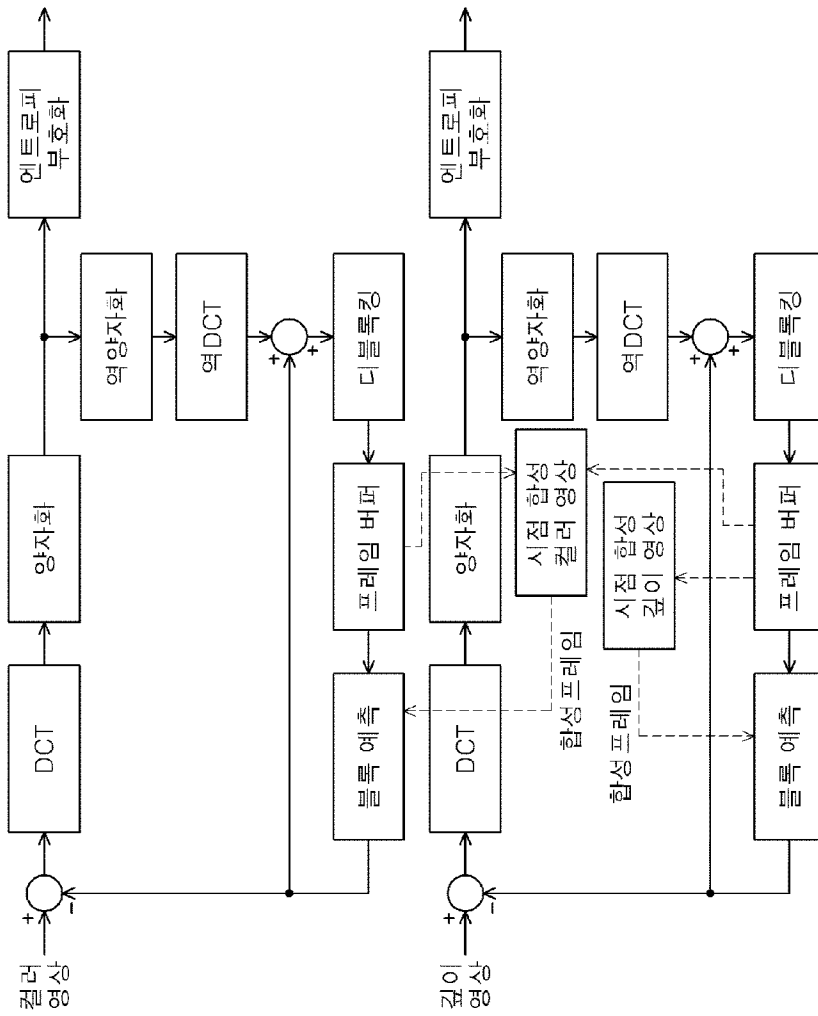 컬러
영상
+
-
DCT
양자화
엔트로피
부호화
역양자화
역DCT
+
+
디블록킹
프레임 버퍼
블록 예측
시점 합성
컬러 영상
합성프레임
깊이
영상
+
-
DCT
양자화
엔트로피
부호화
역양자화
역DCT
+
+
디블록킹
프레임 버퍼
블록 예측
시점 합성
깊이 영상
합성프레임